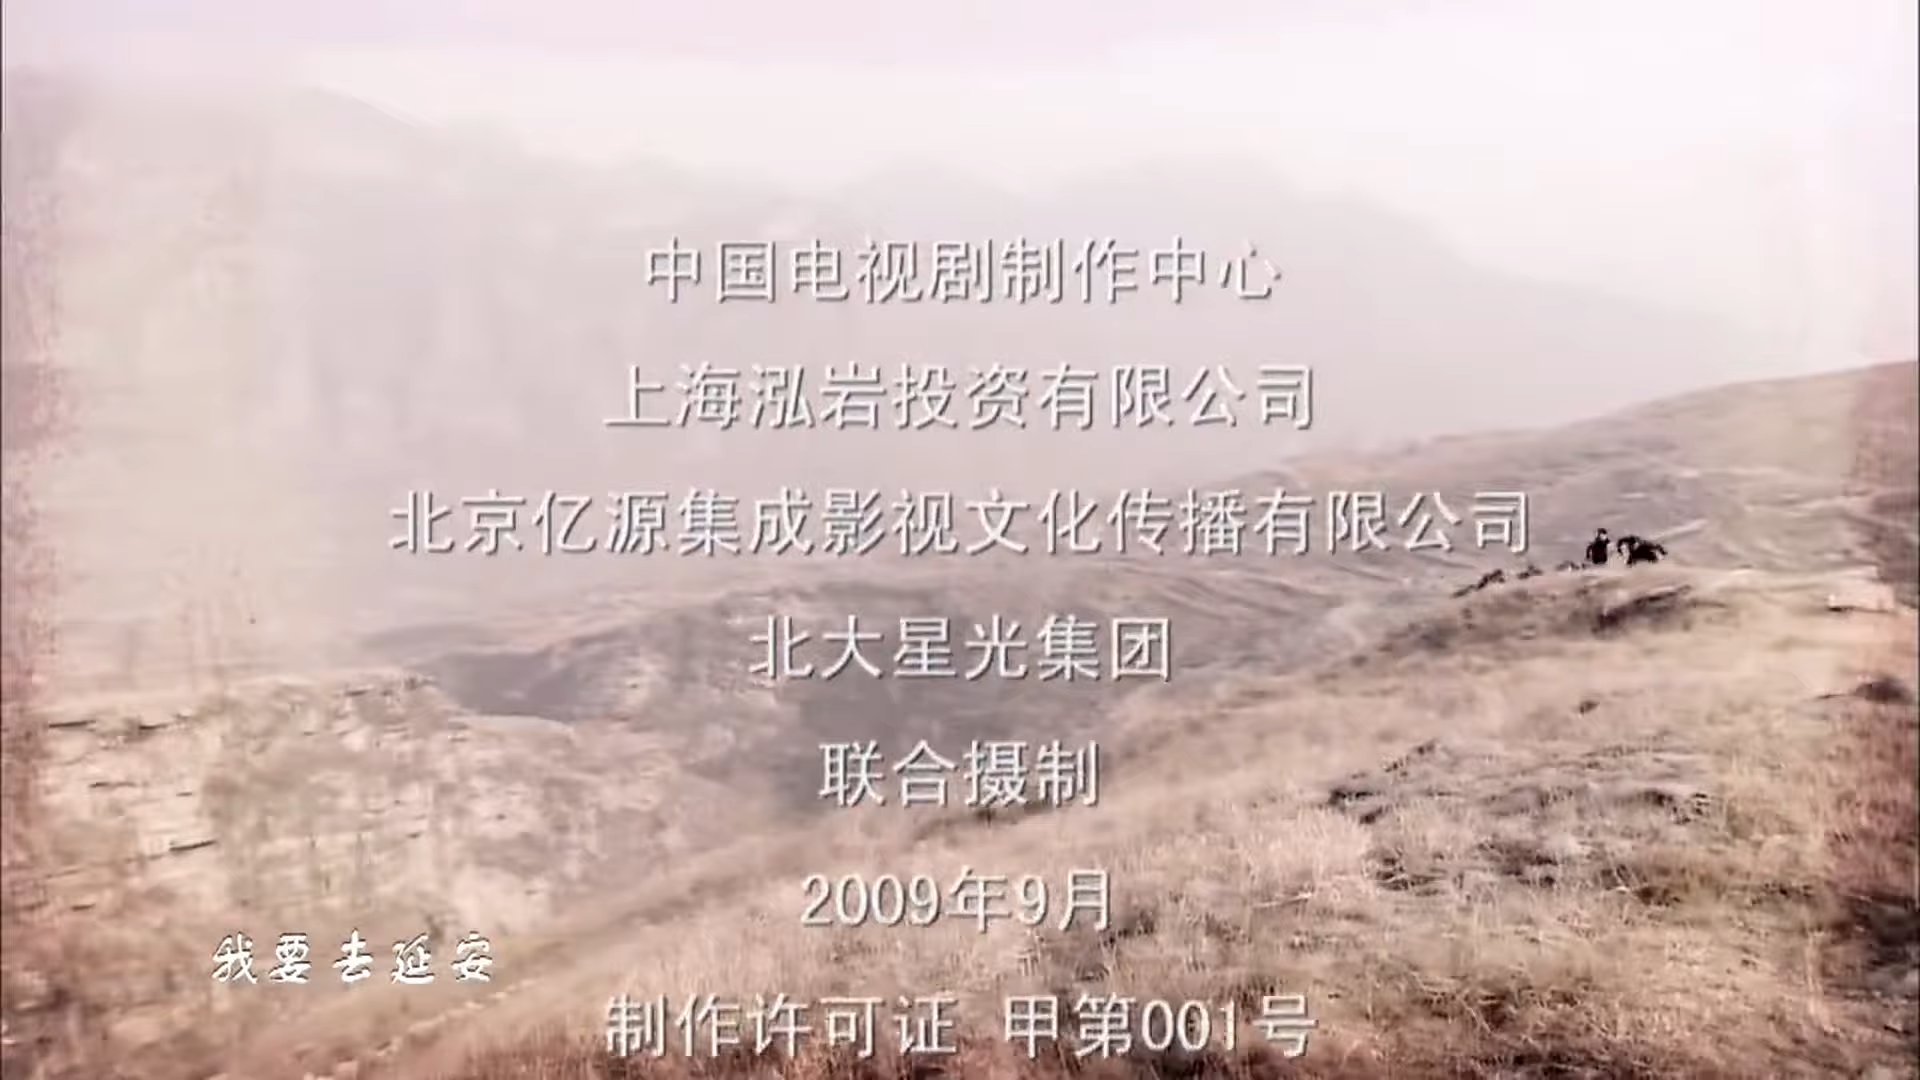 中国电视剧制作中心
上海泓岩投资有限公司
北京亿源集成影视文化传播有限公司
北大星光集团
联合摄制
2009年9月
我要去延安
制作许可证 甲第001号